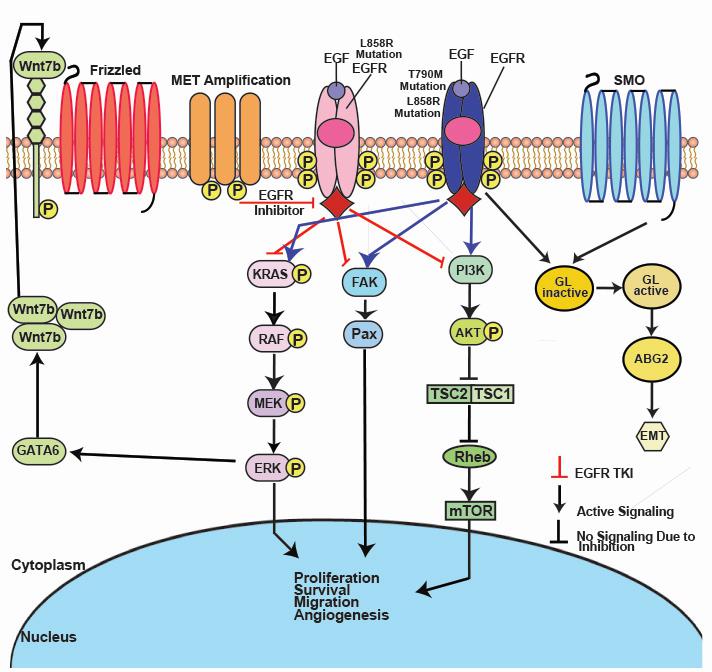 Wnt7b
Frizzled
MET Amplification
EGF
L858R
Mutation
EGFR
T790M
Mutation
L858R
Mutation
EGF
EGFR
SMO
P
P
P
P
P
P
P
P
P
P
P
P
EGFR
Inhibitor
KRAS
P
FAK
PI3K
GL
inactive
GL
active
Wnt7b
Wnt7b
Wnt7b
RAF
P
Pax
AKT
P
ABG2
MEK
P
TSC2
TSC1
GATA6
ERK
P
Rheb
EMT
mTOR
EGFR TKI
Active Signaling
No Signaling Due to
Inhibition
Cytoplasm
Proliferation
Survival
Migration
Angiogenesis
Nucleus